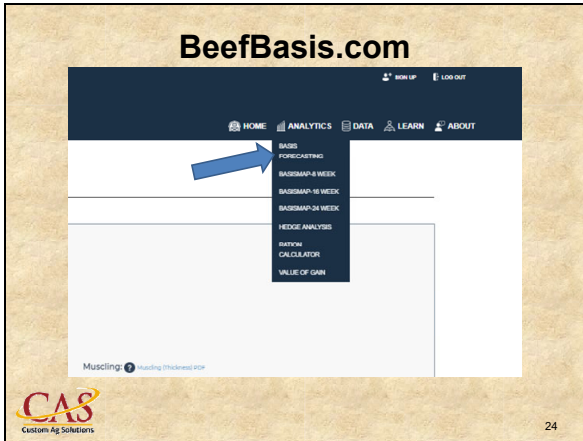 BeefBasis.com
SIGN UP LOG OUT
HOME ANALYTICS DATA LEARN ABOUT
BASIS
FORECASTING
BASISMAP-8 WEEK
BASISMAP-16 WEEK
BASISMAP-24 WEEK
HEDGE ANALYSIS
RATION
CALCULATOR
VALUE OF GAIN
Muscling: ? Muscling (Thickness) PDF
CAS
Custom Ag Solutions
24